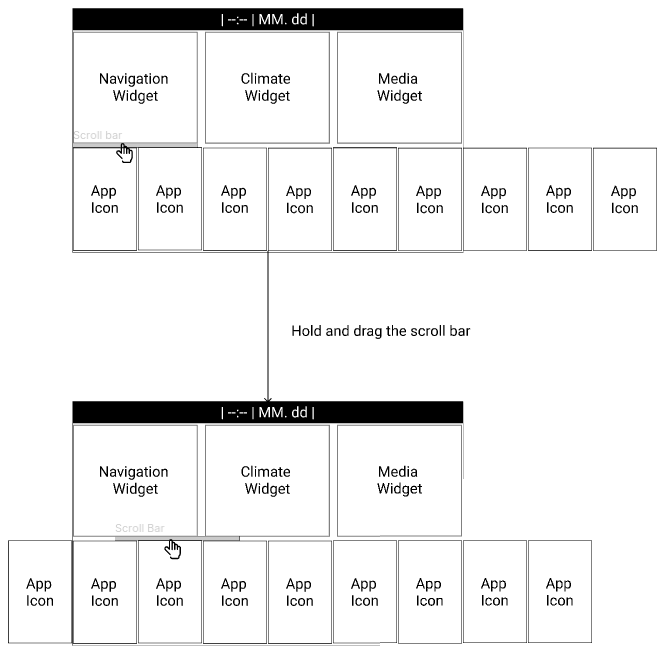 | --:-- | MM. dd |
Navigation
Widget
Climate
Widget
Media
Widget
Scroll bar
App
Icon
App
Icon
App
Icon
App
Icon
App
Icon
App
Icon
App
Icon
App
Icon
App
Icon
Hold and drag the scroll bar
| --:-- | MM. dd |
Navigation
Widget
Climate
Widget
Media
Widget
Scroll Bar
App
Icon
App
Icon
App
Icon
App
Icon
App
Icon
App
Icon
App
Icon
App
Icon
App
Icon